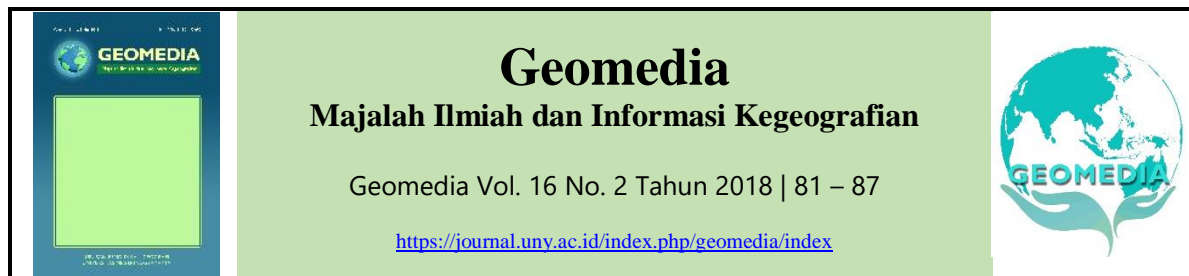 GEOMEDIA
Geomedia
Majalah Ilmiah dan Informasi Kegeografian
Geomedia Vol. 16 No. 2 Tahun 2018 | 81 – 87
https://journal.uny.ac.id/index.php/geomedia/index
GEOMEDIA